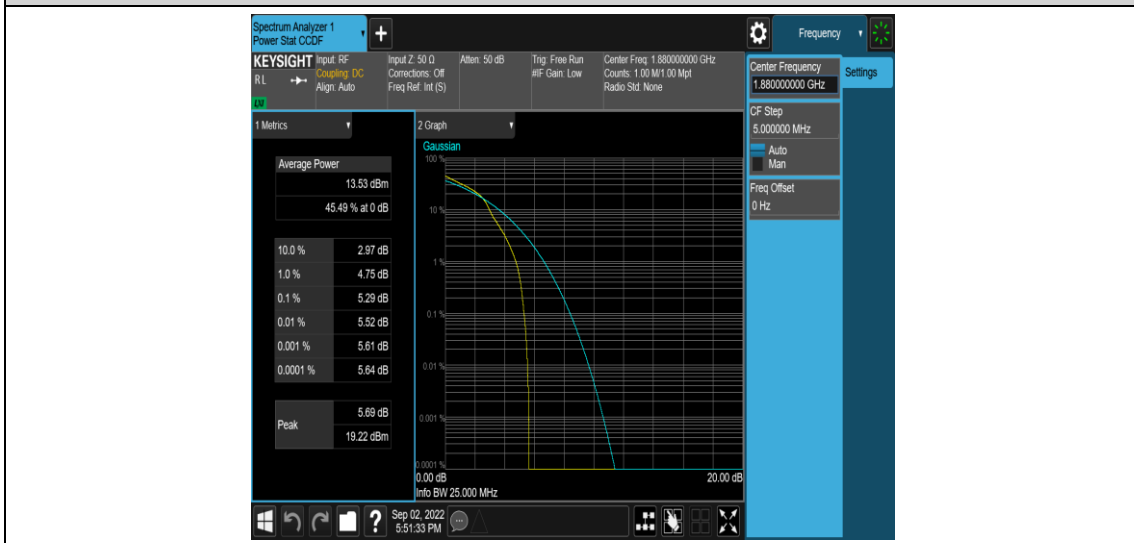 Spectrum Analyzer 1
Power Stat CCDF
+
Frequency
KEYSIGHT
R L
Input: RF
Coupling: DC
Align: Auto
Input Z: 50 Ω
Corrections: Off
Freq Ref: Int (S)
Atten: 50 dB
Trig: Free Run
#IF Gain: Low
Center Freq: 1.880000000 GHz
Counts: 1.00 M/1.00 Mpt
Radio Std: None
Center Frequency
1.880000000 GHz
Settings
CF Step
5.000000 MHz
Auto
Man
Freq Offset
0 Hz
1 Metrics
Average Power
13.53 dBm
45.49 % at 0 dB
10.0 % 2.97 dB
1.0 % 4.75 dB
0.1 % 5.29 dB
0.01 % 5.52 dB
0.001 % 5.61 dB
0.0001 % 5.64 dB
Peak
5.69 dB
19.22 dBm
2 Graph
Gaussian
100 %
10 %
1 %
0.1 %
0.01 %
0.001 %
0.0001 %
0.00 dB
20.00 dB
Info BW 25.000 MHz
?
Sep 02, 2022
5:51:33 PM